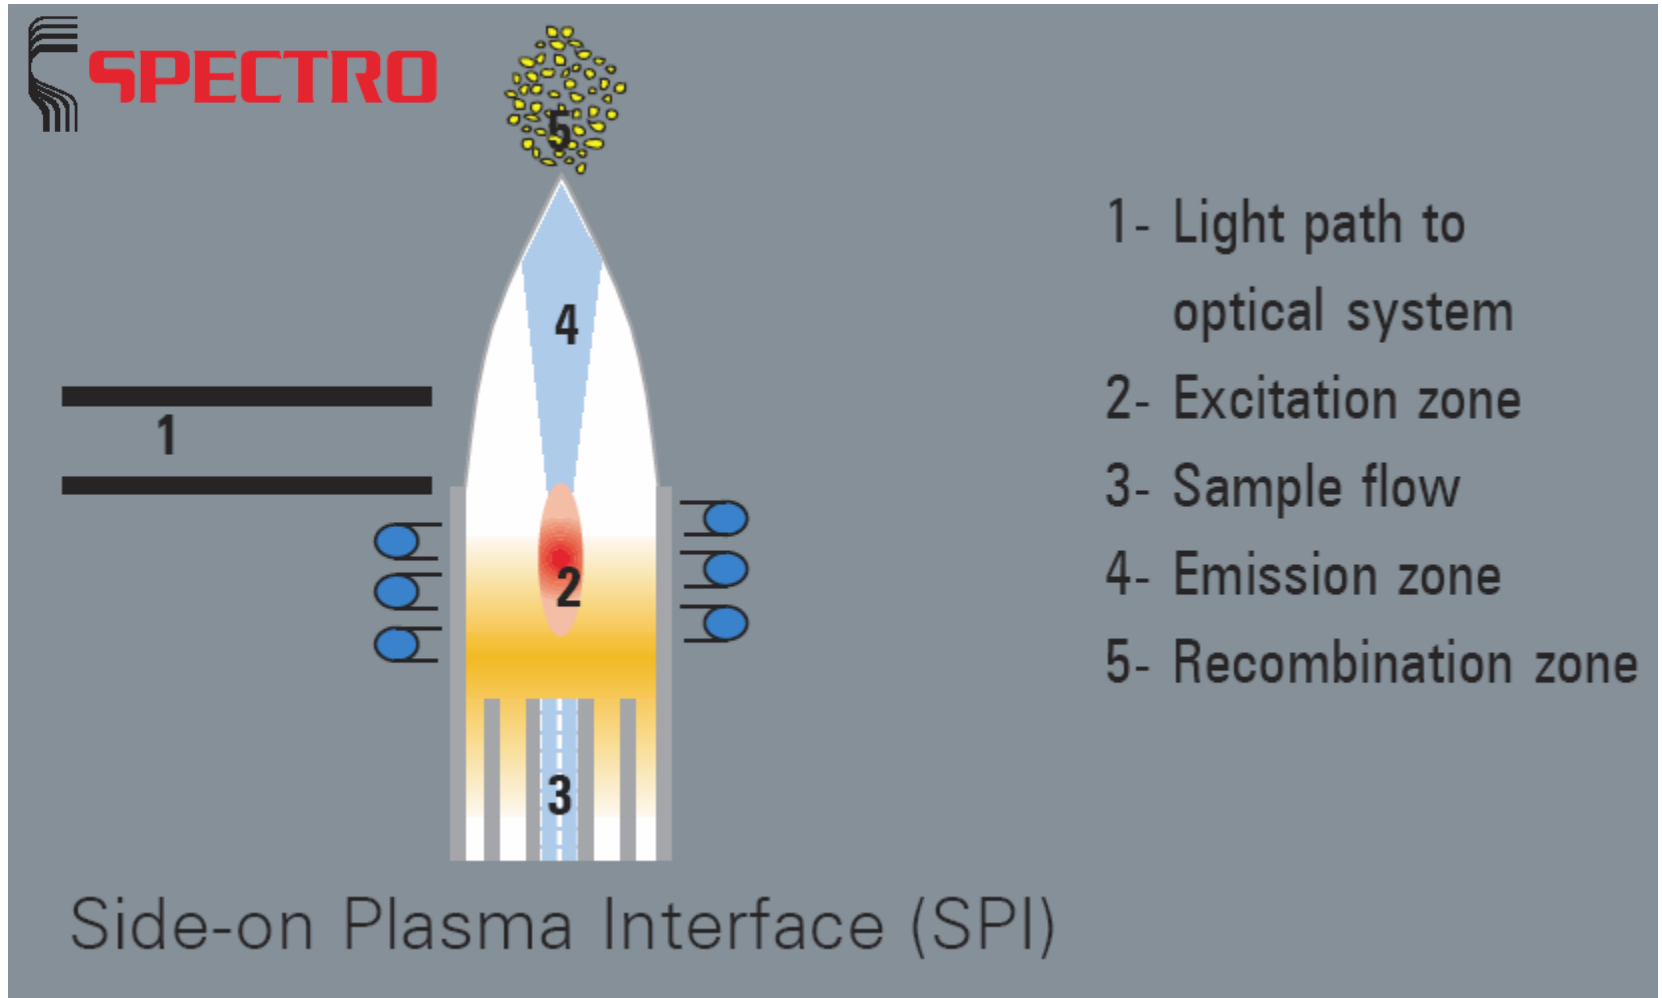 SPECTRO
5
4
1
2
3
1- Light path to
optical system
2- Excitation zone
3- Sample flow
4- Emission zone
5- Recombination zone
Side-on Plasma Interface (SPI)